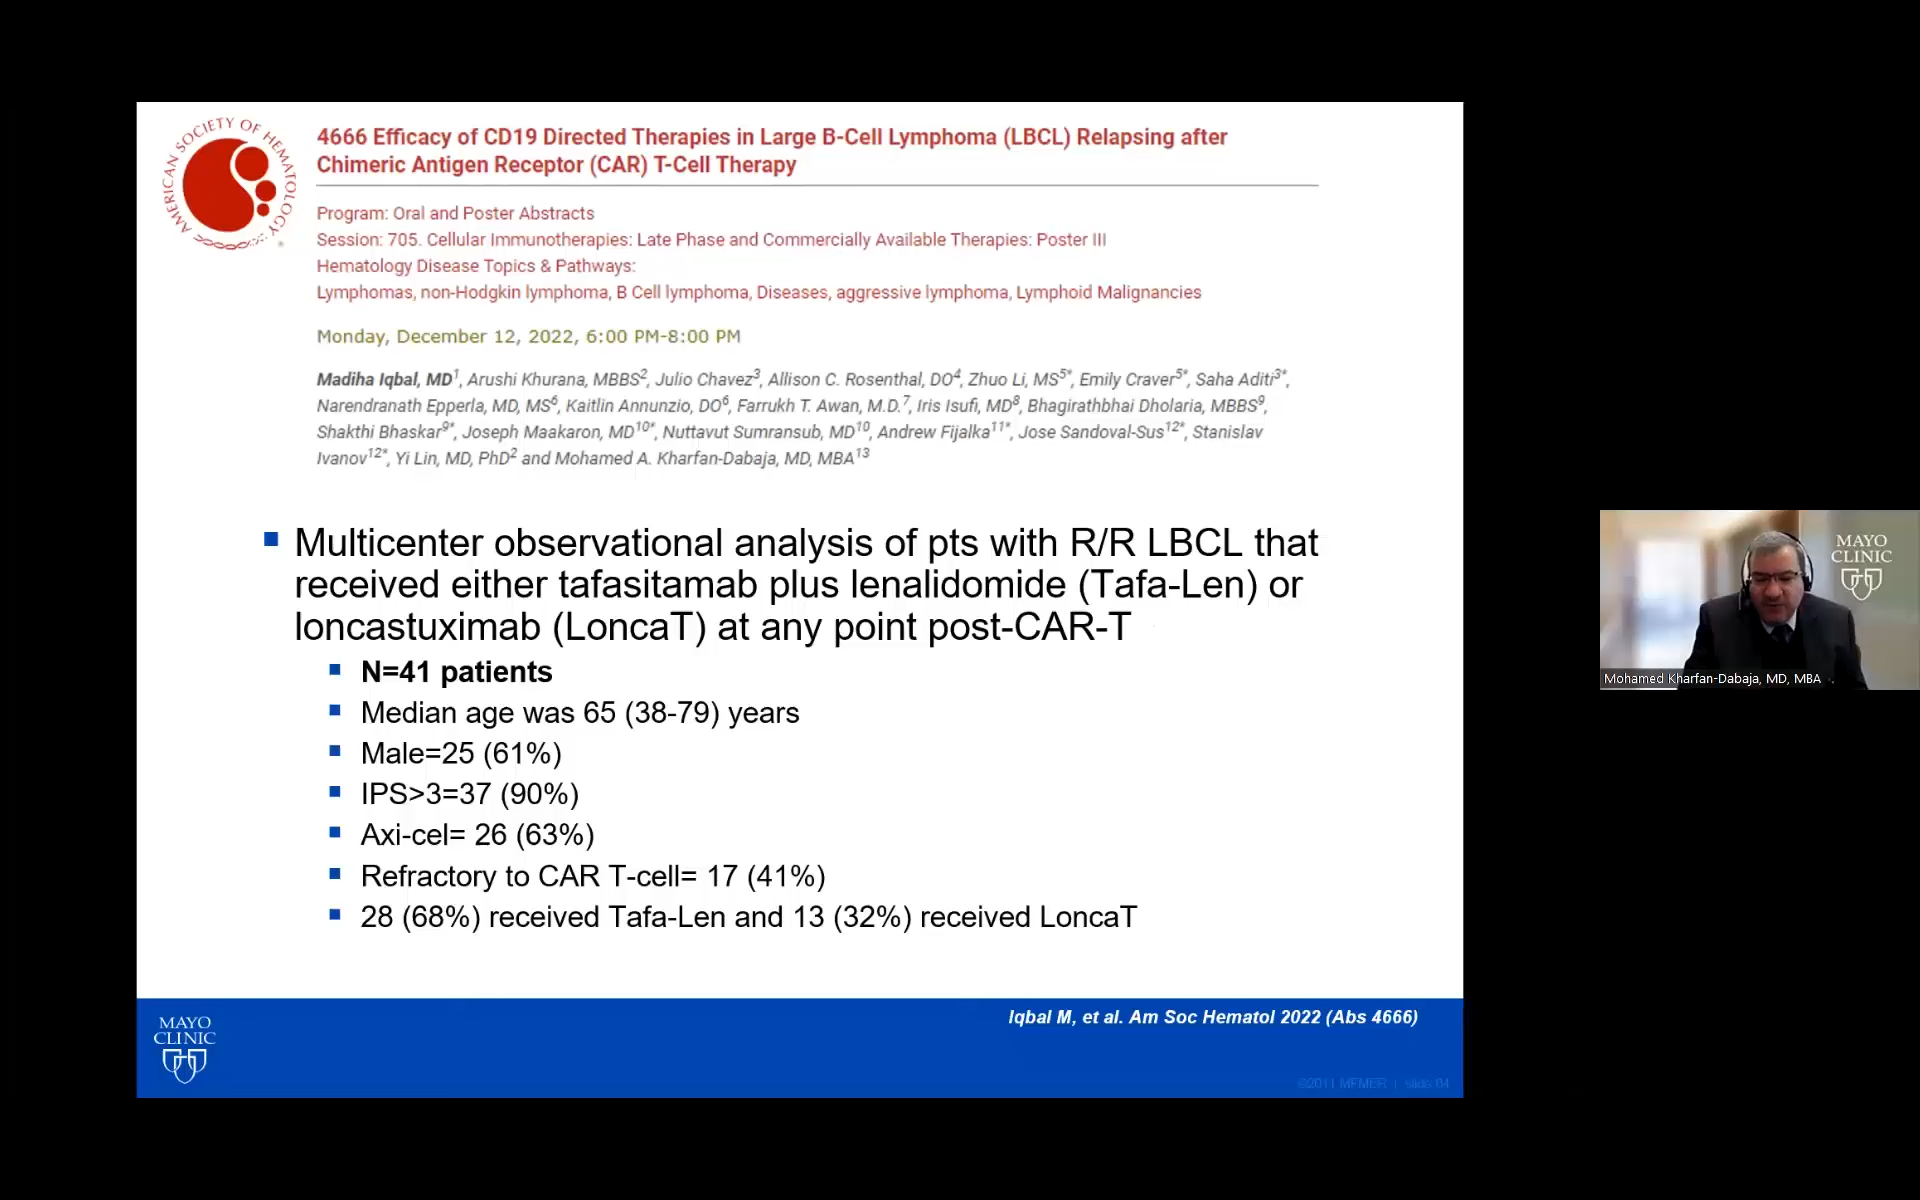 AMERICAN SOCIETY OF HEMATOLOGY
4666 Efficacy of CD19 Directed Therapies in Large B-Cell Lymphoma (LBCL) Relapsing after
Chimeric Antigen Receptor (CAR) T-Cell Therapy
Program: Oral and Poster Abstracts
Session: 705. Cellular Immunotherapies: Late Phase and Commercially Available Therapies: Poster III
Hematology Disease Topics & Pathways:
Lymphomas, non-Hodgkin lymphoma, B Cell lymphoma, Diseases, aggressive lymphoma, Lymphoid Malignancies
Monday, December 12, 2022, 6:00 PM-8:00 PM
Madiha Iqbal, MD1, Arushi Khurana, MBBS2, Julio Chavez3, Allison C. Rosenthal, DO4, Zhuo Li, MS5*, Emily Craver5*, Saha Aditi3*,
Narendranath Epperla, MD, MS6, Kaitlin Annunzio, DO6, Farrukh T. Awan, M.D.7, Iris Isufi, MD8, Bhagirathbhai Dholaria, MBBS9,
Shakthi Bhaskar9*, Joseph Maakaron, MD10*, Nuttavut Sumransub, MD10, Andrew Fijalka11*, Jose Sandoval-Sus12*, Stanislav
Ivanov12*, Yi Lin, MD, PhD2 and Mohamed A. Kharfan-Dabaja, MD, MBA13
Multicenter observational analysis of pts with R/R LBCL that
received either tafasitamab plus lenalidomide (Tafa-Len) or
loncastuximab (LoncaT) at any point post-CAR-T
N=41 patients
Median age was 65 (38-79) years
Male=25 (61%)
IPS>3=37 (90%)
Axi-cel= 26 (63%)
Refractory to CAR T-cell= 17 (41%)
28 (68%) received Tafa-Len and 13 (32%) received LoncaT
Iqbal M, et al. Am Soc Hematol 2022 (Abs 4666)
MAYO
CLINIC
©2011 MFMER | slide-64
MAYO
CLINIC
Mohamed Kharfan-Dabaja, MD, MBA